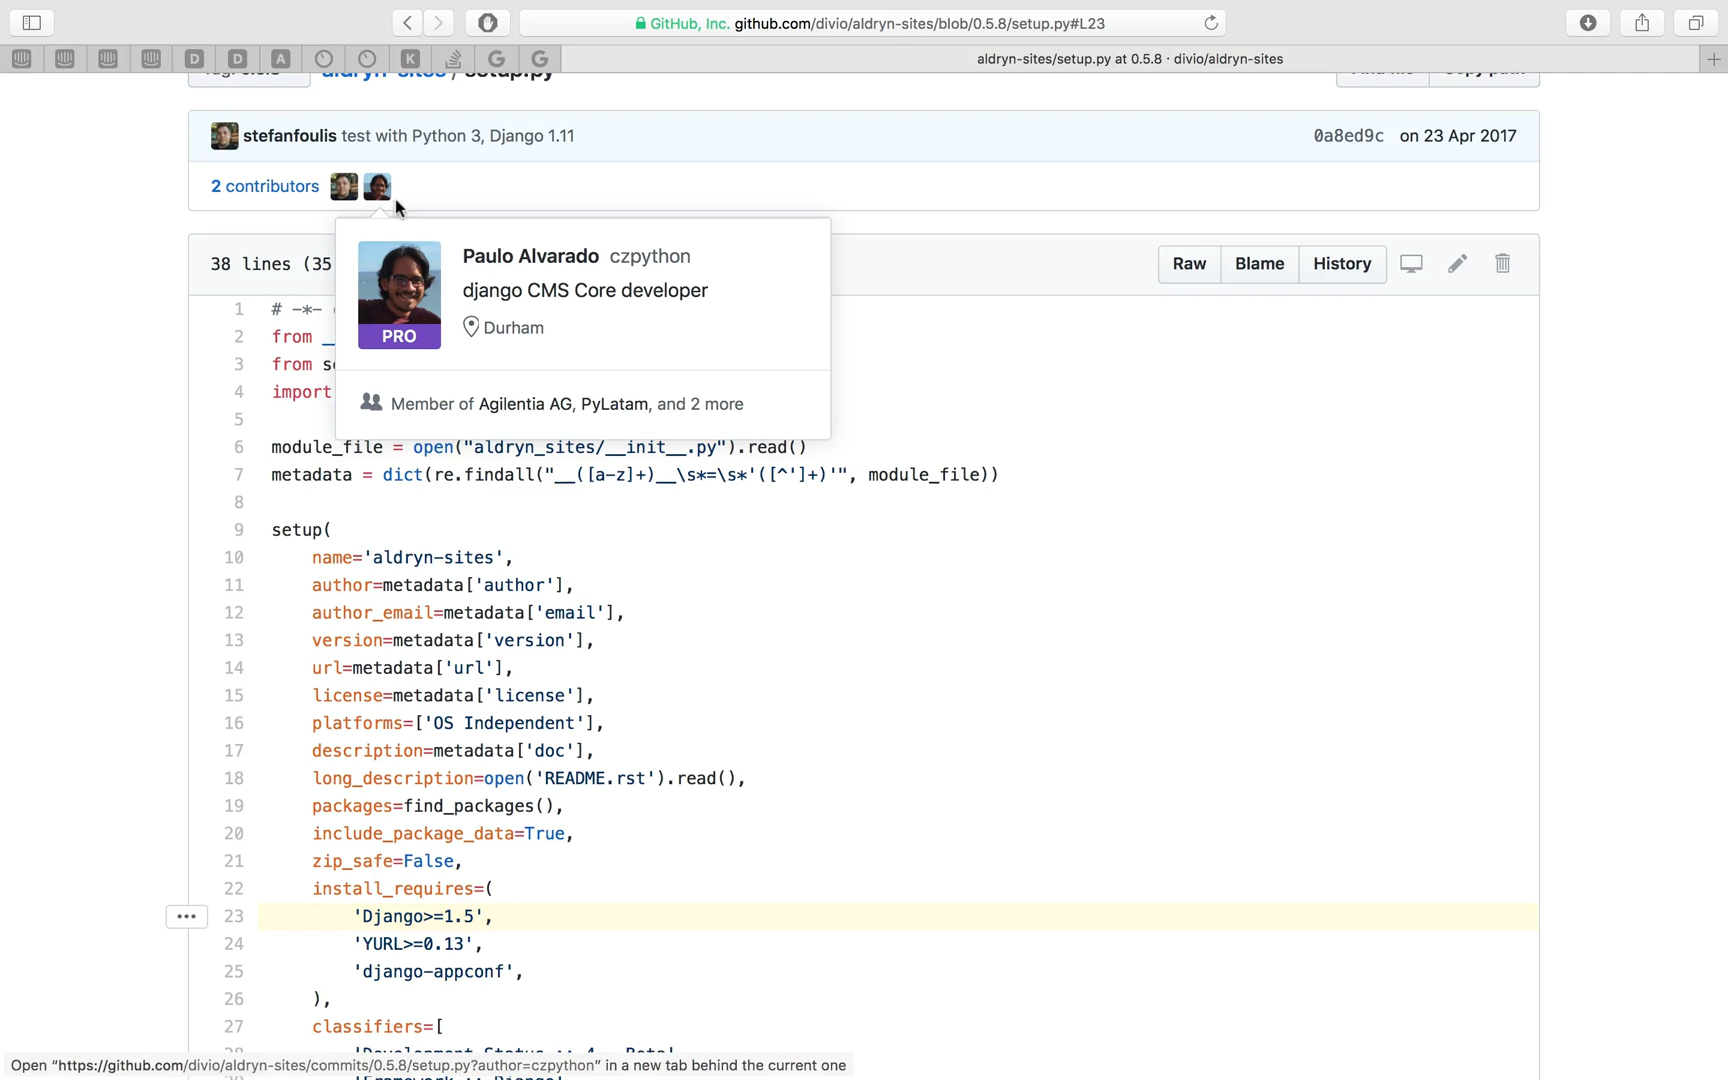 GitHub, Inc. github.com/divio/aldryn-sites/blob/0.5.8/setup.py#L23
D D A K G G aldryn-sites/setup.py at 0.5.8 · divio/aldryn-sites
aldryn-sites / setup.py
stefanfoulis test with Python 3, Django 1.11 0a8ed9c on 23 Apr 2017
2 contributors
Paulo Alvarado czpython
django CMS Core developer
Durham
PRO
Member of Agilentia AG, PyLatam, and 2 more
38 lines (35 Raw Blame History
1 # -*-
2 from
3 from
4 import
5
6 module_file = open("aldryn_sites/__init__.py").read()
7 metadata = dict(re.findall("__([a-z]+)__\s*=\s*'([^']+)'", module_file))
8
9 setup(
10 name='aldryn-sites',
11 author=metadata['author'],
12 author_email=metadata['email'],
13 version=metadata['version'],
14 url=metadata['url'],
15 license=metadata['license'],
16 platforms=['OS Independent'],
17 description=metadata['doc'],
18 long_description=open('README.rst').read(),
19 packages=find_packages(),
20 include_package_data=True,
21 zip_safe=False,
22 install_requires=(
23 'Django>=1.5',
24 'YURL>=0.13',
25 'django-appconf',
26 ),
27 classifiers=[
Open "https://github.com/divio/aldryn-sites/commits/0.5.8/setup.py?author=czpython" in a new tab behind the current one